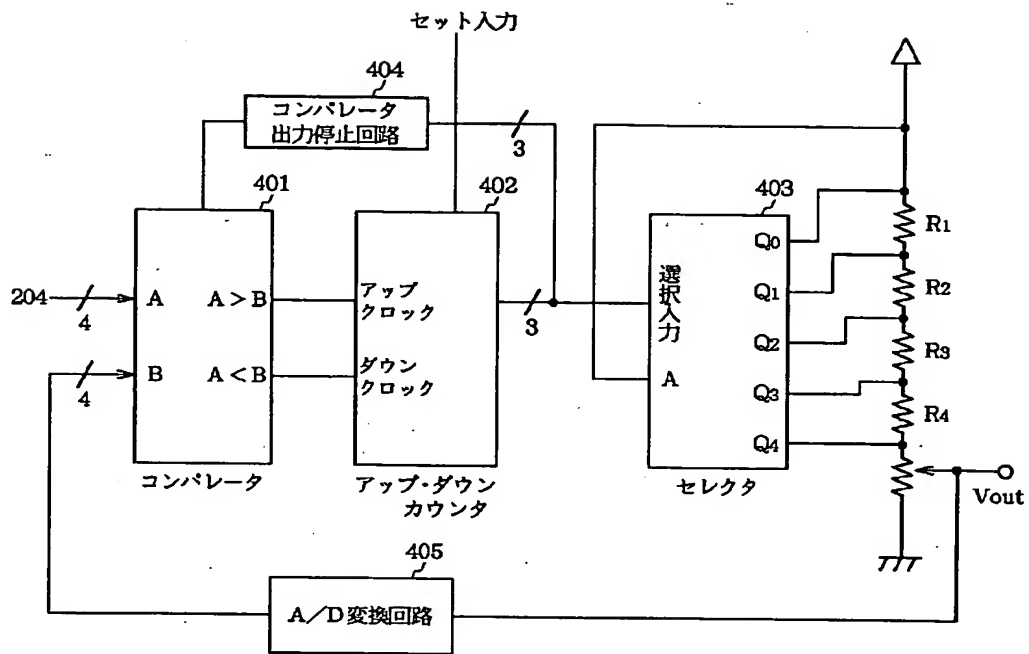 セット入力
404
コンパレータ
出力停止回路
3
401
402
403
204
4
A
A>B
B
A<B
4
コンパレータ
アップ
クロック
ダウン
クロック
アップ・ダウン
カウンタ
3
選択入力
A
Q0
Q1
Q2
Q3
Q4
セレクタ
R1
R2
R3
R4
Vout
405
A/D変換回路